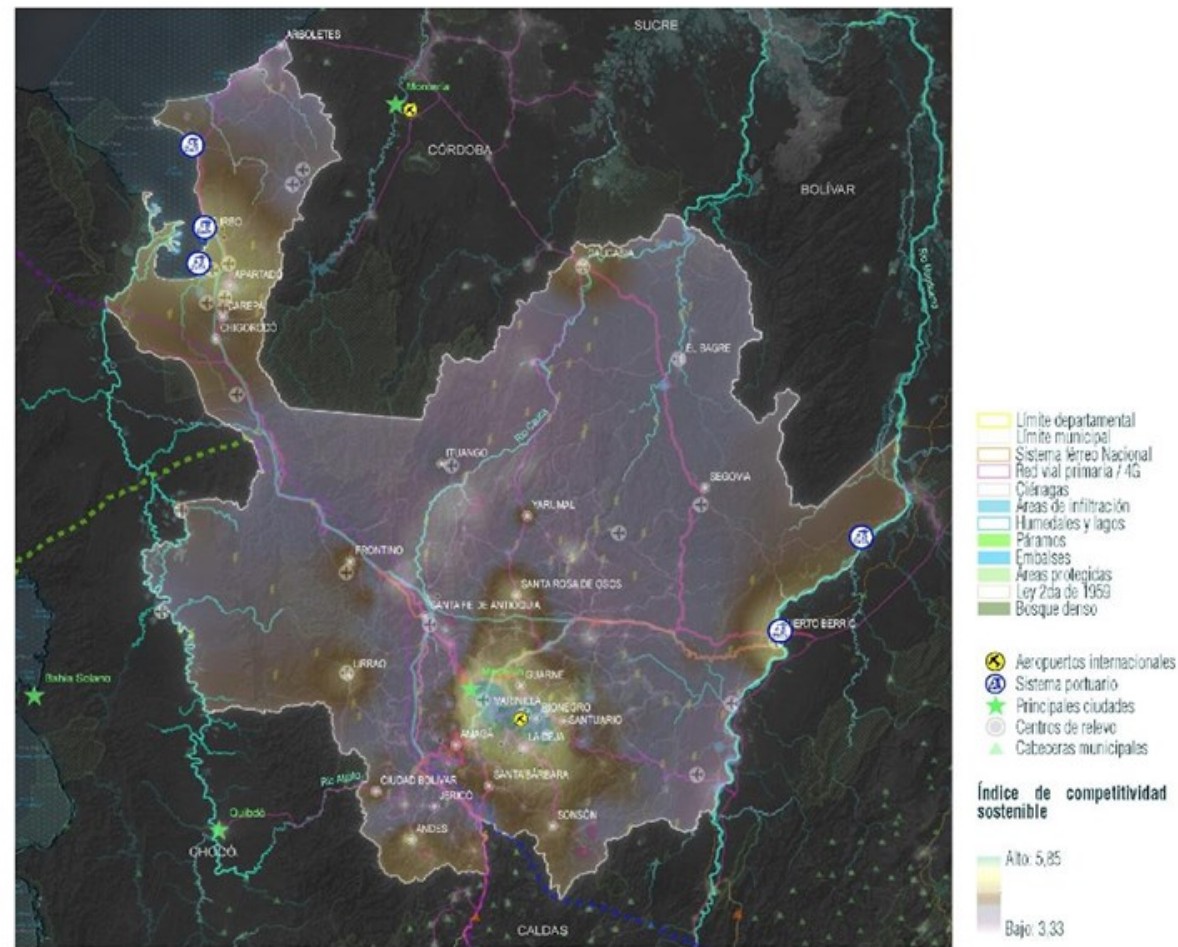 SUCRE
ARBOLETES
Montería
CÓRDOBA
BOLÍVAR
Río Magdalena
APARTADÓ
CAREPA
CHIGORODÓ
EL BAGRE
Río Cauca
ITUANGO
SEGOVIA
YARUMAL
FRONTINO
SANTA ROSA DE OSOS
SANTA FE DE ANTIOQUIA
URRAO
GUARNE
MARINILLA
RIONEGRO
SANTUARIO
LA CEJA
AMAGÁ
Bahía Solano
SANTA BÁRBARA
CIUDAD BOLÍVAR
JERICÓ
ANDES
SONSÓN
Quibdó
CHOCÓ
CALDAS
Límite departamental
Límite municipal
Sistema férreo Nacional
Red vial primaria / 4G
Ciénagas
Áreas de infiltración
Humedales y lagos
Páramos
Embalses
Áreas protegidas
Ley 2da de 1959
Bosque denso
Aeropuertos internacionales
Sistema portuario
Principales ciudades
Centros de relevo
Cabeceras municipales
Índice de competitividad
sostenible
Alto: 5,85
Bajo: 3,33